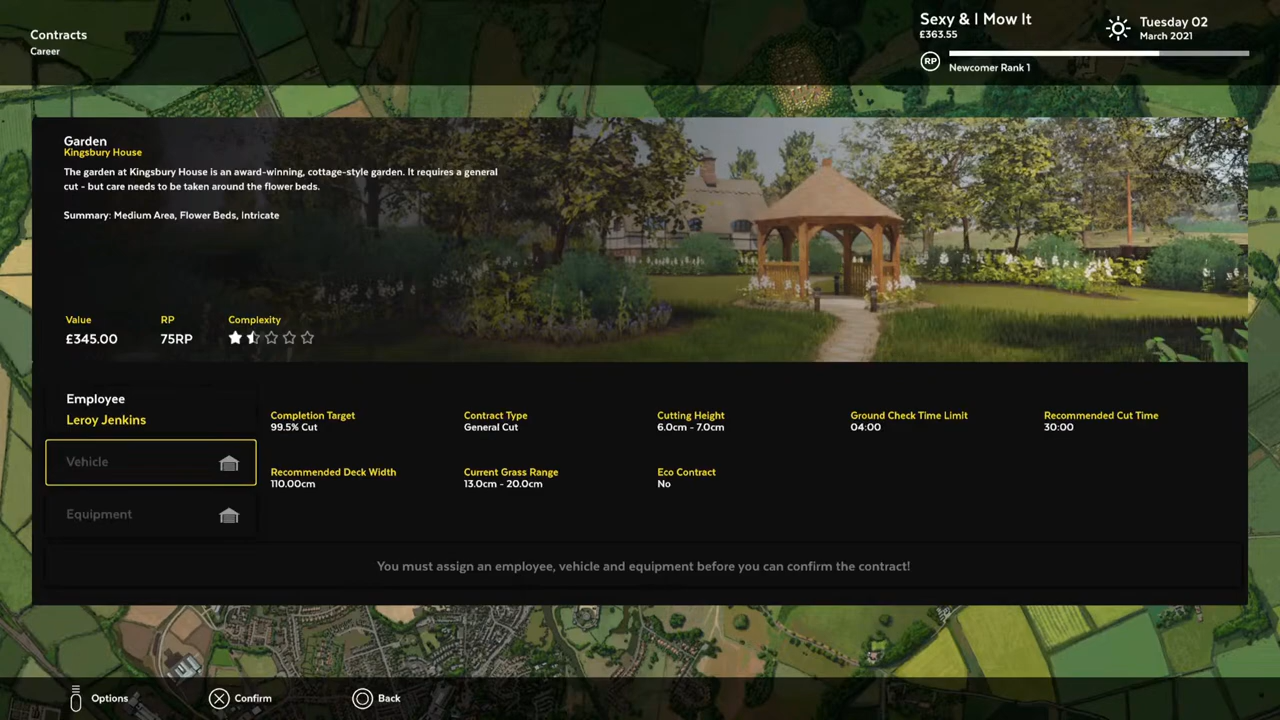 Contracts
Career
Sexy & I Mow It
£363.55
Tuesday 02
March 2021
RP
Newcomer Rank 1
Garden
Kingsbury House
The garden at Kingsbury House is an award-winning, cottage-style garden. It requires a general
cut - but care needs to be taken around the flower beds.
Summary: Medium Area, Flower Beds, Intricate
Value RP Complexity
£345.00 75RP
Employee
Leroy Jenkins
Vehicle
Equipment
Completion Target Contract Type Cutting Height Ground Check Time Limit Recommended Cut Time
99.5% Cut General Cut 6.0cm - 7.0cm 04:00 30:00
Recommended Deck Width Current Grass Range Eco Contract
110.00cm 13.0cm - 20.0cm No
You must assign an employee, vehicle and equipment before you can confirm the contract!
Options Confirm Back